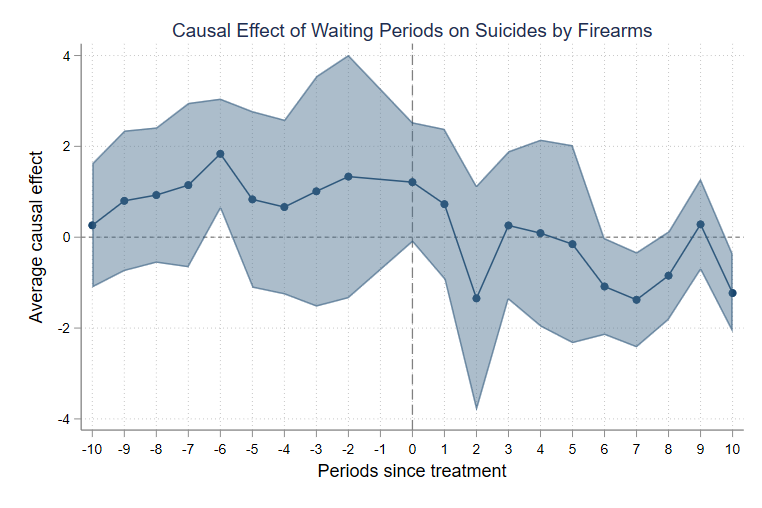 Causal Effect of Waiting Periods on Suicides by Firearms
Average causal effect
4
2
0
-2
-4
-10 -9 -8 -7 -6 -5 -4 -3 -2 -1 0 1 2 3 4 5 6 7 8 9 10
Periods since treatment